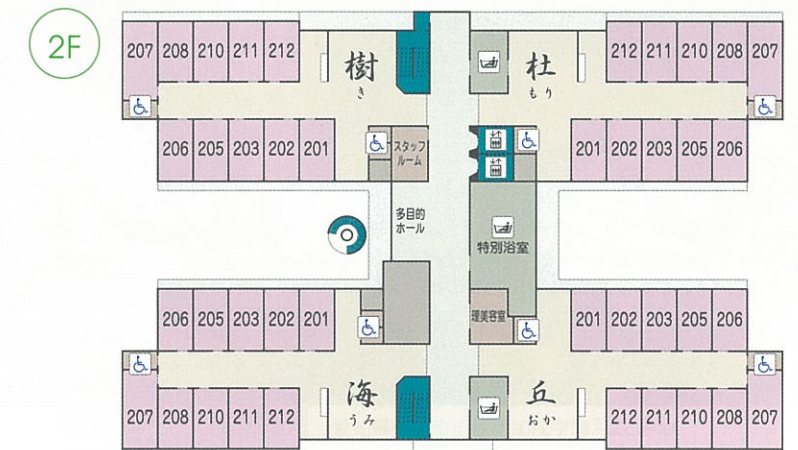 2F
207 208 210 211 212
樹
き
杜
もり
212 211 210 208 207
206 205 203 202 201
スタッフ
ルーム
201 202 203 205 206
多目的
ホール
特別浴室
206 205 203 202 201
理美容室
201 202 203 205 206
海
うみ
丘
おか
207 208 210 211 212
212 211 210 208 207